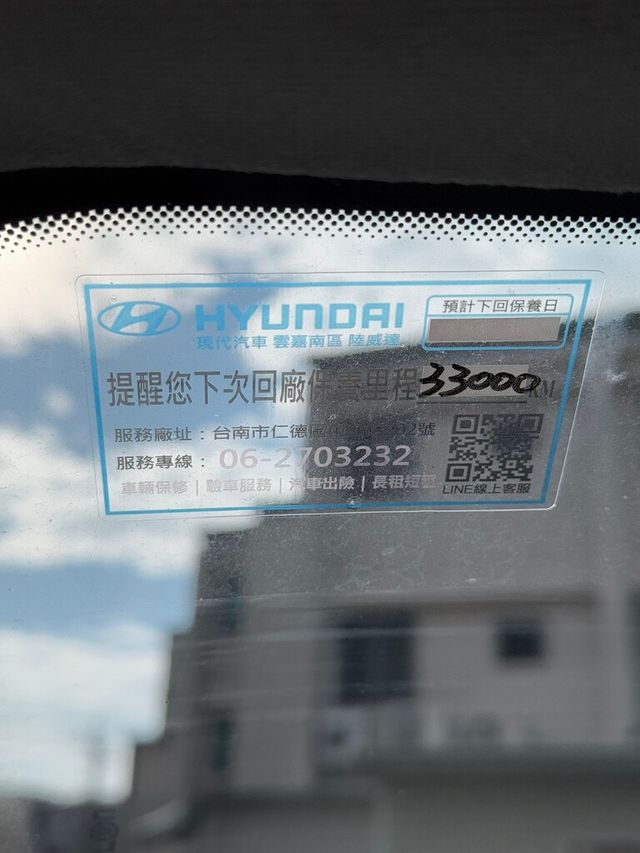 HYUNDAI
現代汽車 雲嘉南區 陸威達
預計下回保養日
提醒您下次回廠保養里程 33000 KM
服務廠址：台南市仁德區
服務專線：06-2703232
車輛保修 | 驗車服務 | 汽車出險 | 長租短租
LINE線上客服